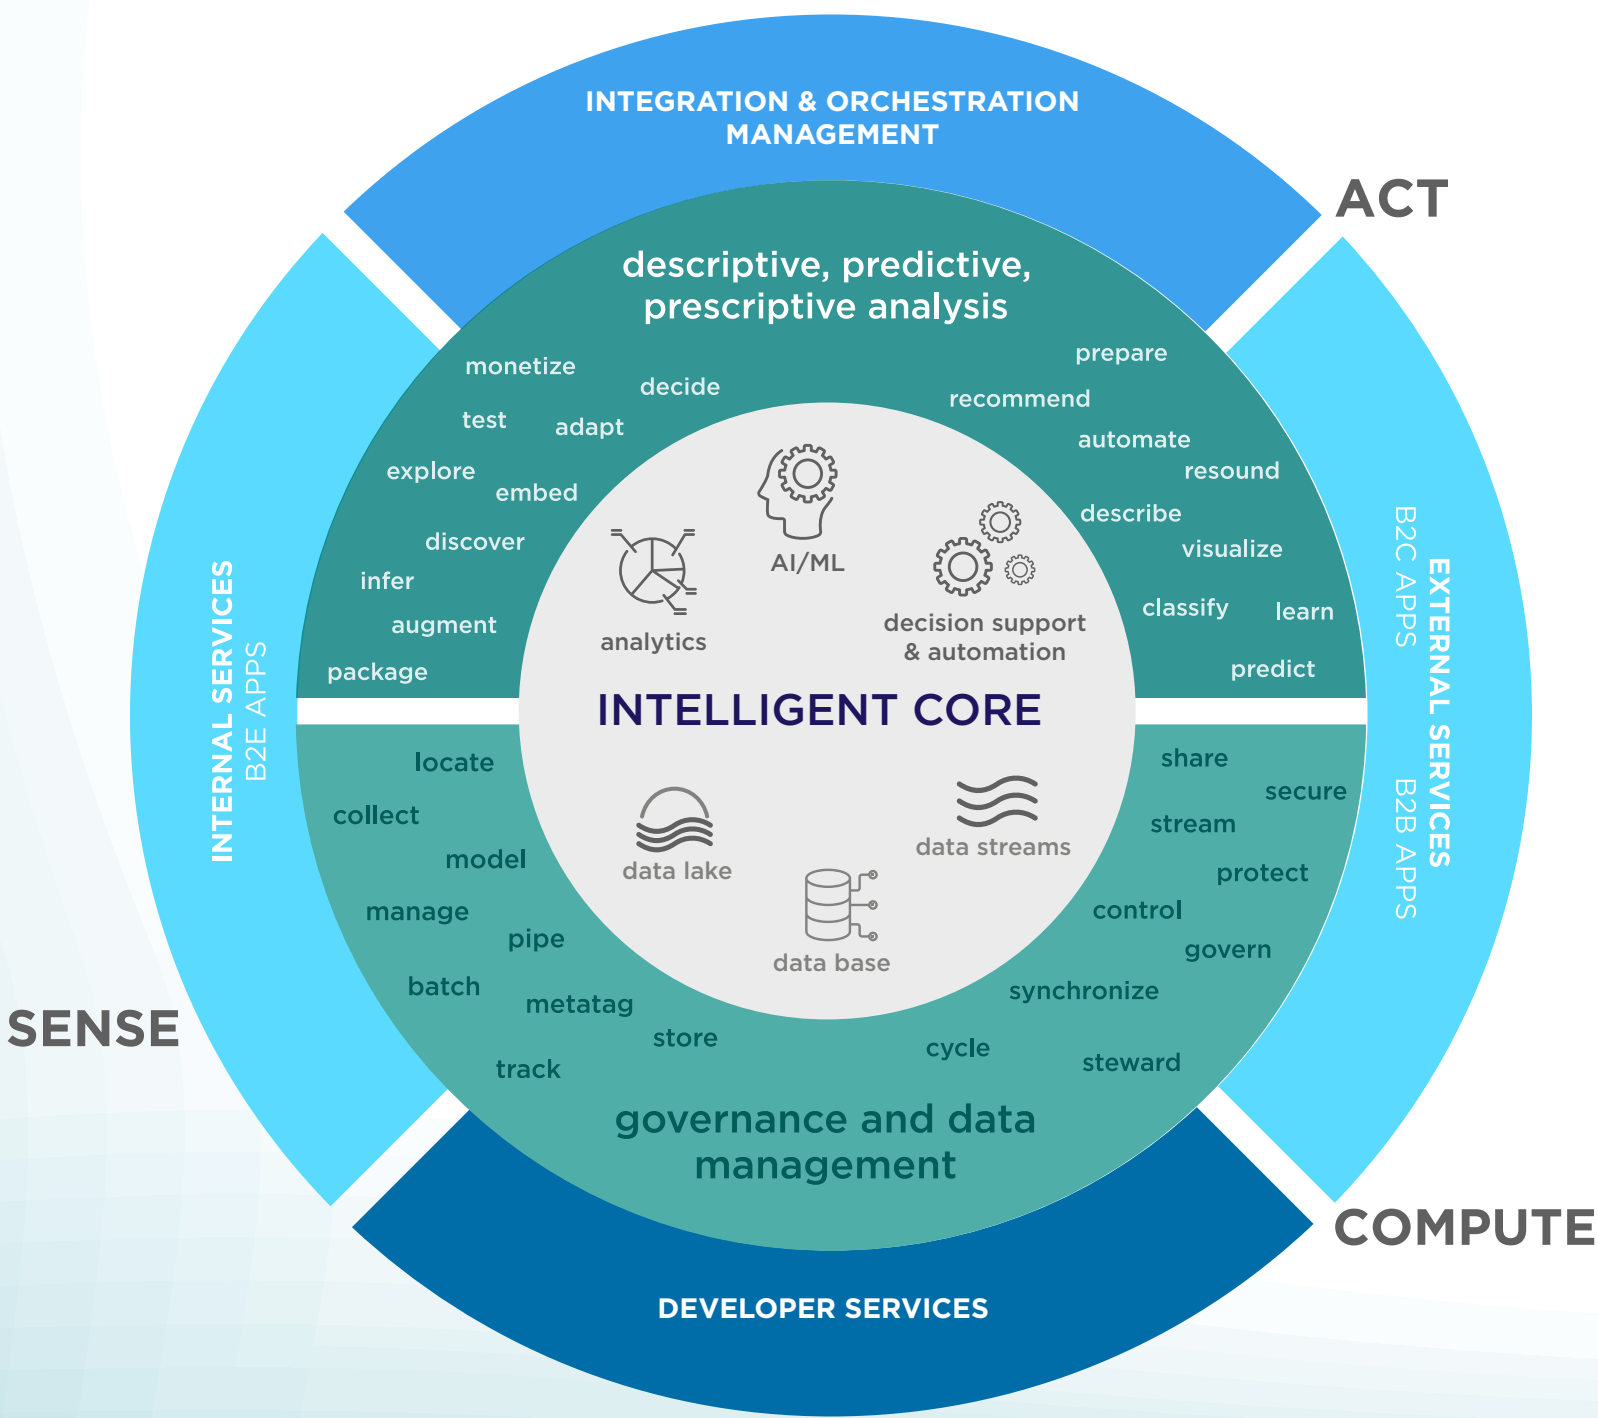 INTEGRATION & ORCHESTRATION
MANAGEMENT
ACT
descriptive, predictive,
prescriptive analysis
monetize
decide
test
adapt
explore
embed
discover
infer
augment
package
prepare
recommend
automate
resound
describe
visualize
classify
learn
predict
AI/ML
analytics
decision support
& automation
INTELLIGENT CORE
data lake
data streams
data base
INTERNAL SERVICES
B2E APPS
EXTERNAL SERVICES
B2C APPS
B2B APPS
locate
collect
model
manage
pipe
batch
metatag
store
track
share
secure
stream
protect
control
govern
synchronize
cycle
steward
governance and data
management
SENSE
COMPUTE
DEVELOPER SERVICES